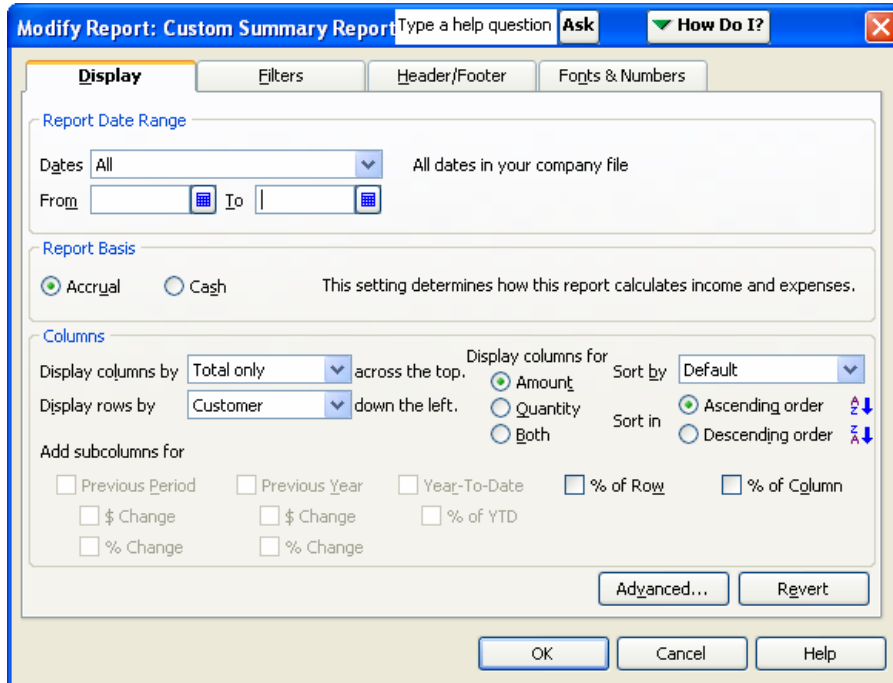 Modify Report: Custom Summary Report Type a help question Ask How Do I?
Display Filters Header/Footer Fonts & Numbers
Report Date Range
Dates All All dates in your company file
From To
Report Basis
Accrual Cash This setting determines how this report calculates income and expenses.
Columns
Display columns by Total only across the top. Display columns for Sort by Default
Amount
Display rows by Customer down the left. Quantity Sort in Ascending order
Both Descending order
Add subcolumns for
Previous Period Previous Year Year-To-Date % of Row % of Column
$ Change $ Change % of YTD
% Change % Change
Advanced... Revert
OK Cancel Help